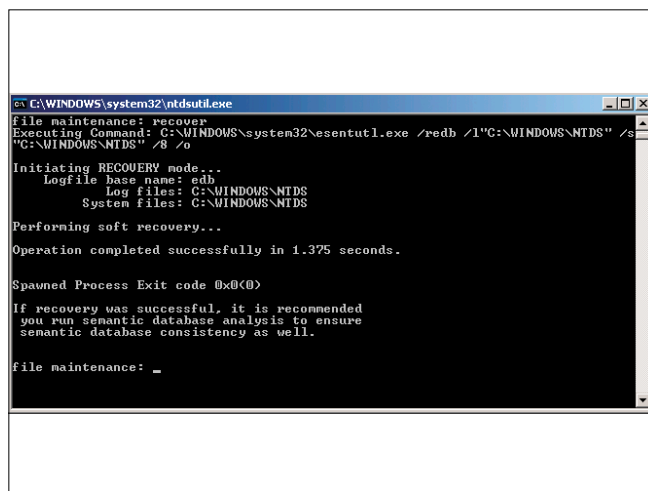 C:\WINDOWS\system32\ntdsutil.exe
file maintenance: recover
Executing Command: C:\WINDOWS\system32\esentutl.exe /redb /l"C:\WINDOWS\NTDS" /s
"C:\WINDOWS\NTDS" /8 /o
Initiating RECOVERY mode...
Logfile base name: edb
Log files: C:\WINDOWS\NTDS
System files: C:\WINDOWS\NTDS
Performing soft recovery...
Operation completed successfully in 1.375 seconds.
Spawned Process Exit code 0x0(0)
If recovery was successful, it is recommended
you run semantic database analysis to ensure
semantic database consistency as well.
file maintenance: _